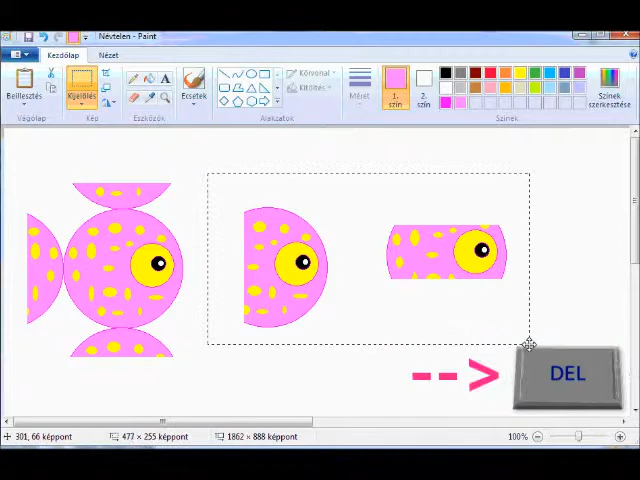 Névtelen - Paint
Kezdőlap
Nézet
Beillesztés
Kijelölés
Ecsetek
Körvonal
Kitöltés
Méret
1. szín
2. szín
Színek szerkesztése
Vágólap
Kép
Eszközök
Alakzatok
Színek
--> DEL
301, 66 képpont
477 × 255 képpont
1862 × 888 képpont
100%